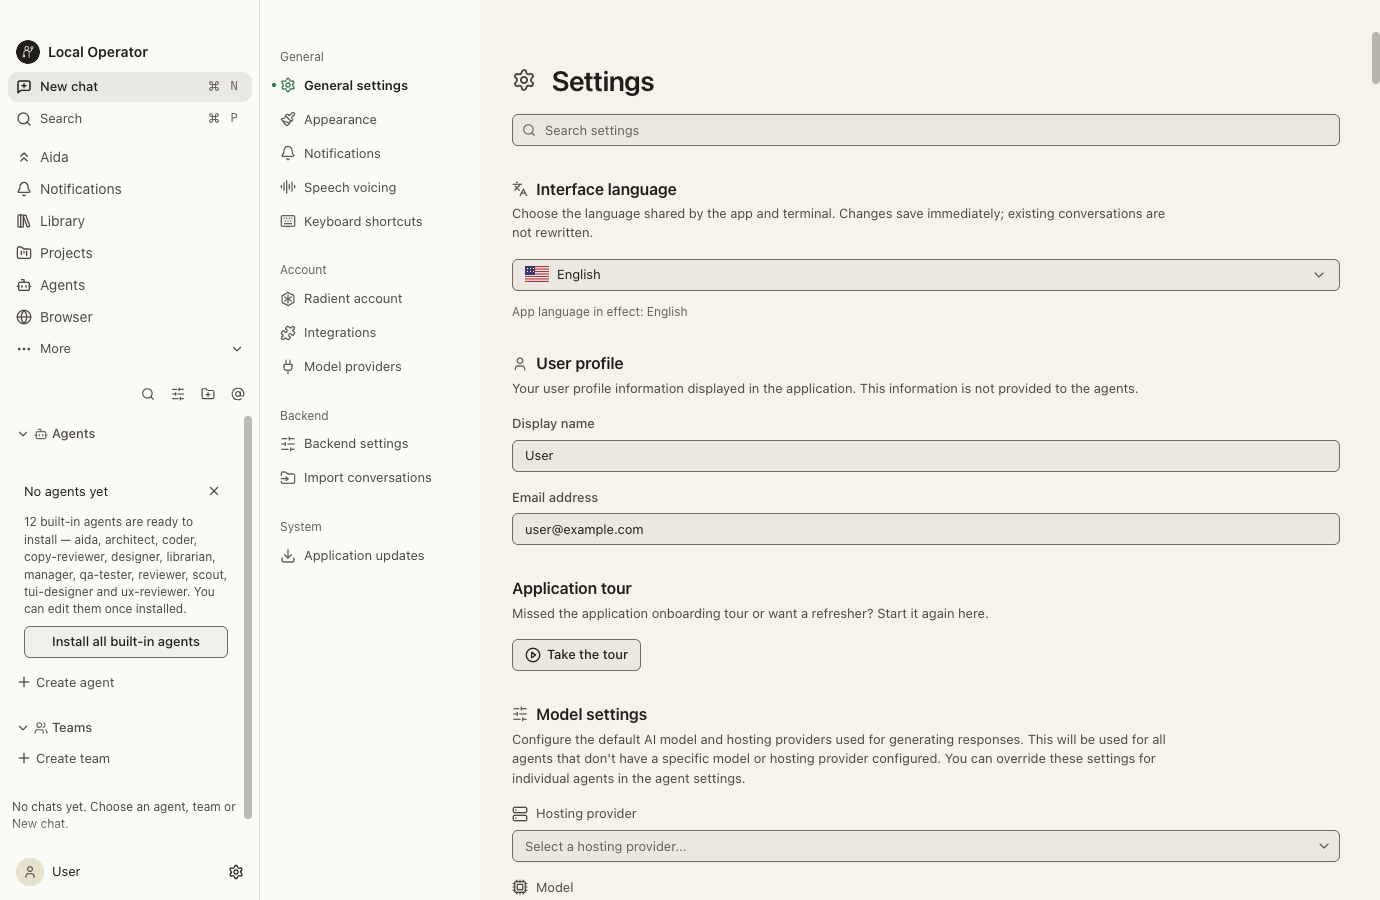 Local Operator
New chat ⌘ N
Search ⌘ P
Aida
Notifications
Library
Projects
Agents
Browser
More
Agents
No agents yet
12 built-in agents are ready to
install — aida, architect, coder,
copy-reviewer, designer, librarian,
manager, qa-tester, reviewer, scout,
tui-designer and ux-reviewer. You
can edit them once installed.
Install all built-in agents
Create agent
Teams
Create team
No chats yet. Choose an agent, team or
New chat.
User
General
General settings
Appearance
Notifications
Speech voicing
Keyboard shortcuts
Account
Radient account
Integrations
Model providers
Backend
Backend settings
Import conversations
System
Application updates
Settings
Search settings
Interface language
Choose the language shared by the app and terminal. Changes save immediately; existing conversations are
not rewritten.
English
App language in effect: English
User profile
Your user profile information displayed in the application. This information is not provided to the agents.
Display name
User
Email address
user@example.com
Application tour
Missed the application onboarding tour or want a refresher? Start it again here.
Take the tour
Model settings
Configure the default AI model and hosting providers used for generating responses. This will be used for all
agents that don't have a specific model or hosting provider configured. You can override these settings for
individual agents in the agent settings.
Hosting provider
Select a hosting provider...
Model